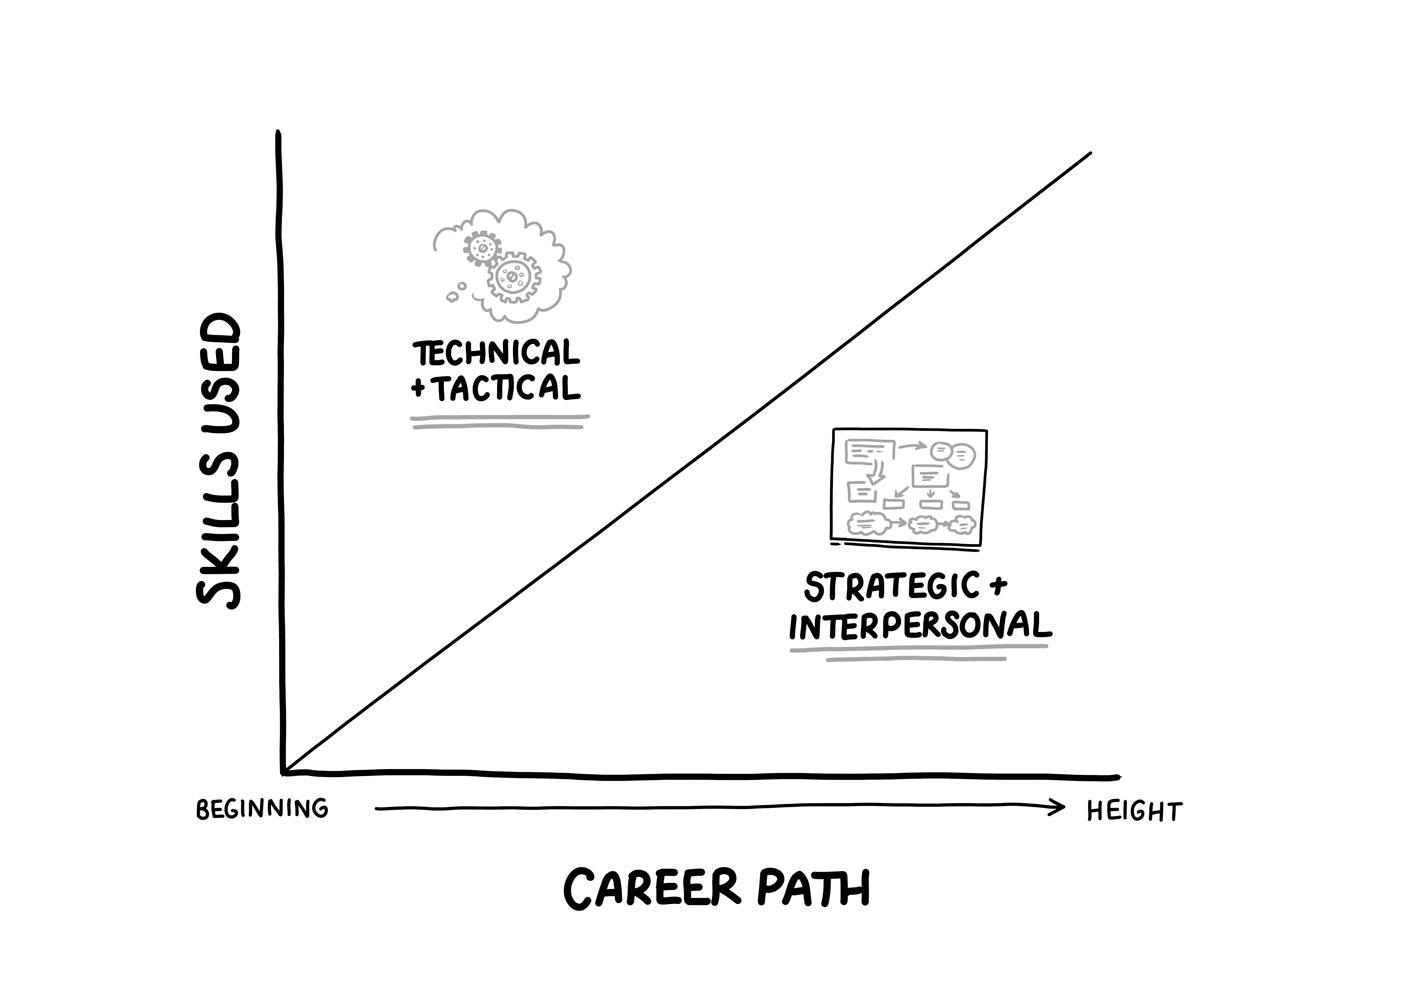 SKILLS USED
TECHNICAL
+ TACTICAL
STRATEGIC +
INTERPERSONAL
BEGINNING
HEIGHT
CAREER PATH